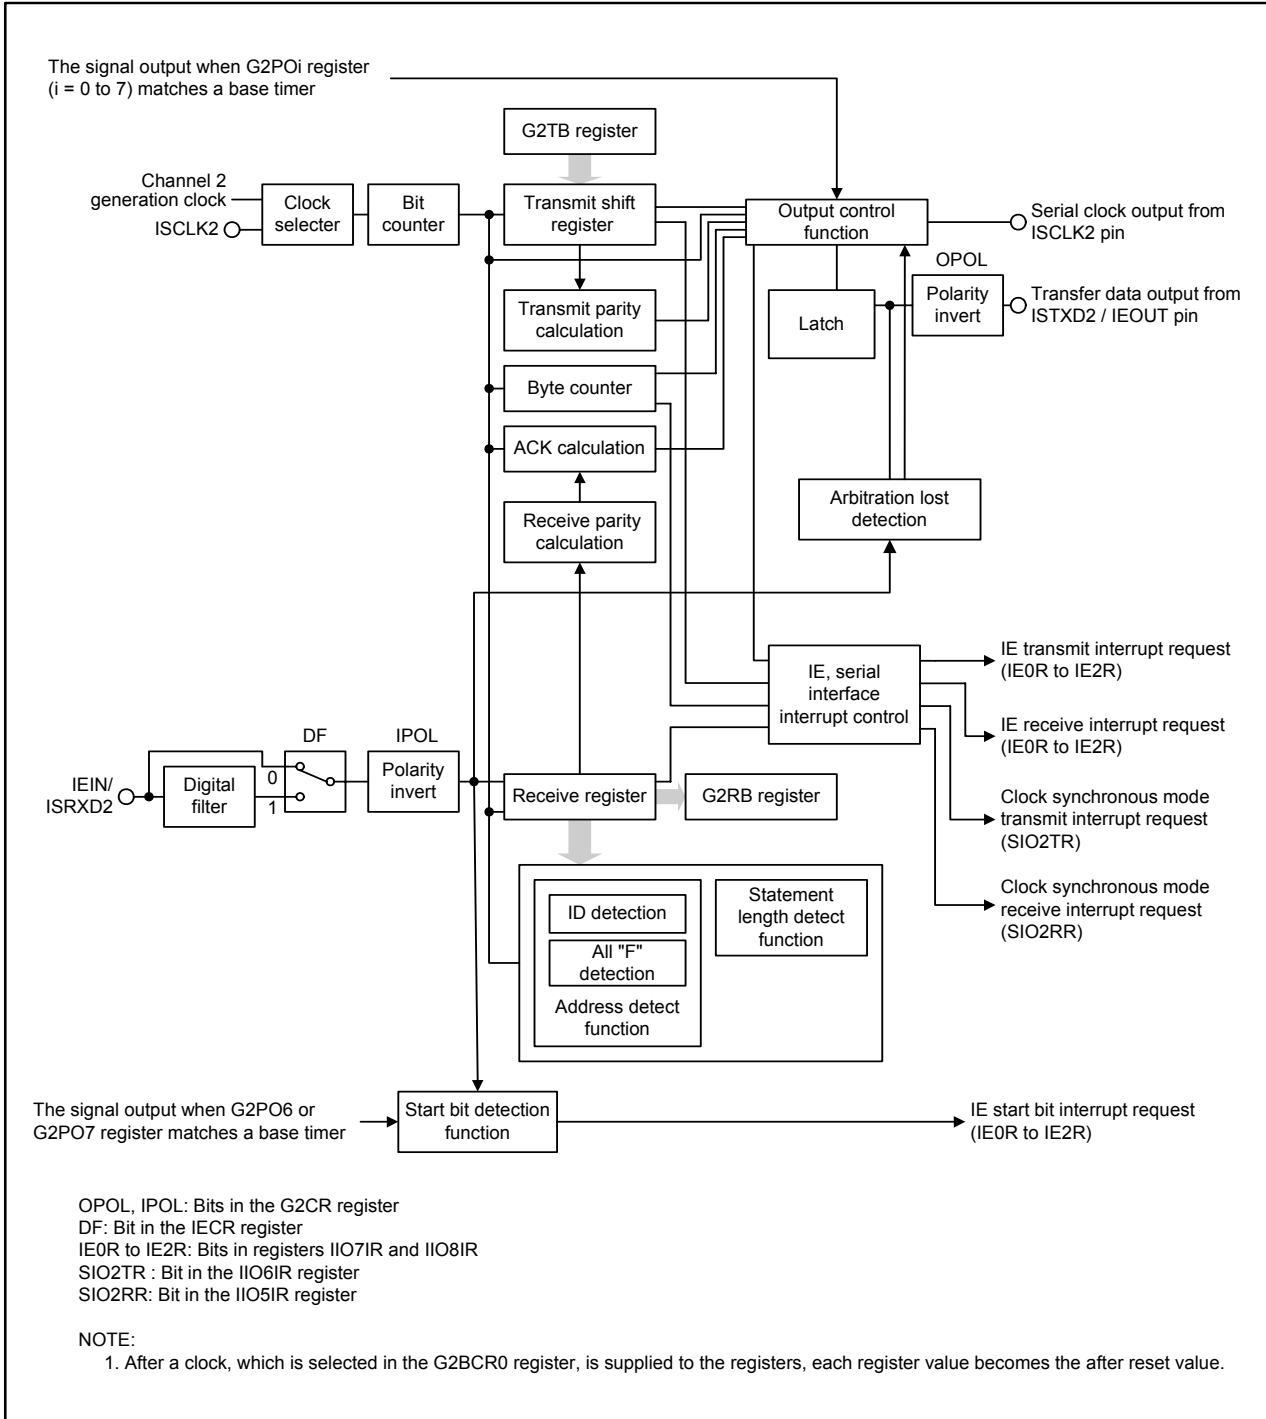 The signal output when G2POi register
(i = 0 to 7) matches a base timer
G2TB register
Channel 2
generation clock
ISCLK2
Clock
selecter
Bit
counter
Transmit shift
register
Output control
function
Serial clock output from
ISCLK2 pin
OPOL
Transmit parity
calculation
Latch
Polarity
invert
Transfer data output from
ISTXD2 / IEOUT pin
Byte counter
ACK calculation
Arbitration lost
detection
Receive parity
calculation
IE, serial
interface
interrupt control
IE transmit interrupt request
(IE0R to IE2R)
IE receive interrupt request
(IE0R to IE2R)
DF
IPOL
IEIN/
ISRXD2
Digital
filter
0
1
Polarity
invert
Receive register
G2RB register
Clock synchronous mode
transmit interrupt request
(SIO2TR)
Clock synchronous mode
receive interrupt request
(SIO2RR)
ID detection
All "F"
detection
Address detect
function
Statement
length detect
function
The signal output when G2PO6 or
G2PO7 register matches a base timer
Start bit detection
function
IE start bit interrupt request
(IE0R to IE2R)
OPOL, IPOL: Bits in the G2CR register
DF: Bit in the IECR register
IE0R to IE2R: Bits in registers IIO7IR and IIO8IR
SIO2TR : Bit in the IIO6IR register
SIO2RR: Bit in the IIO5IR register
NOTE:
1. After a clock, which is selected in the G2BCR0 register, is supplied to the registers, each register value becomes the after reset value.